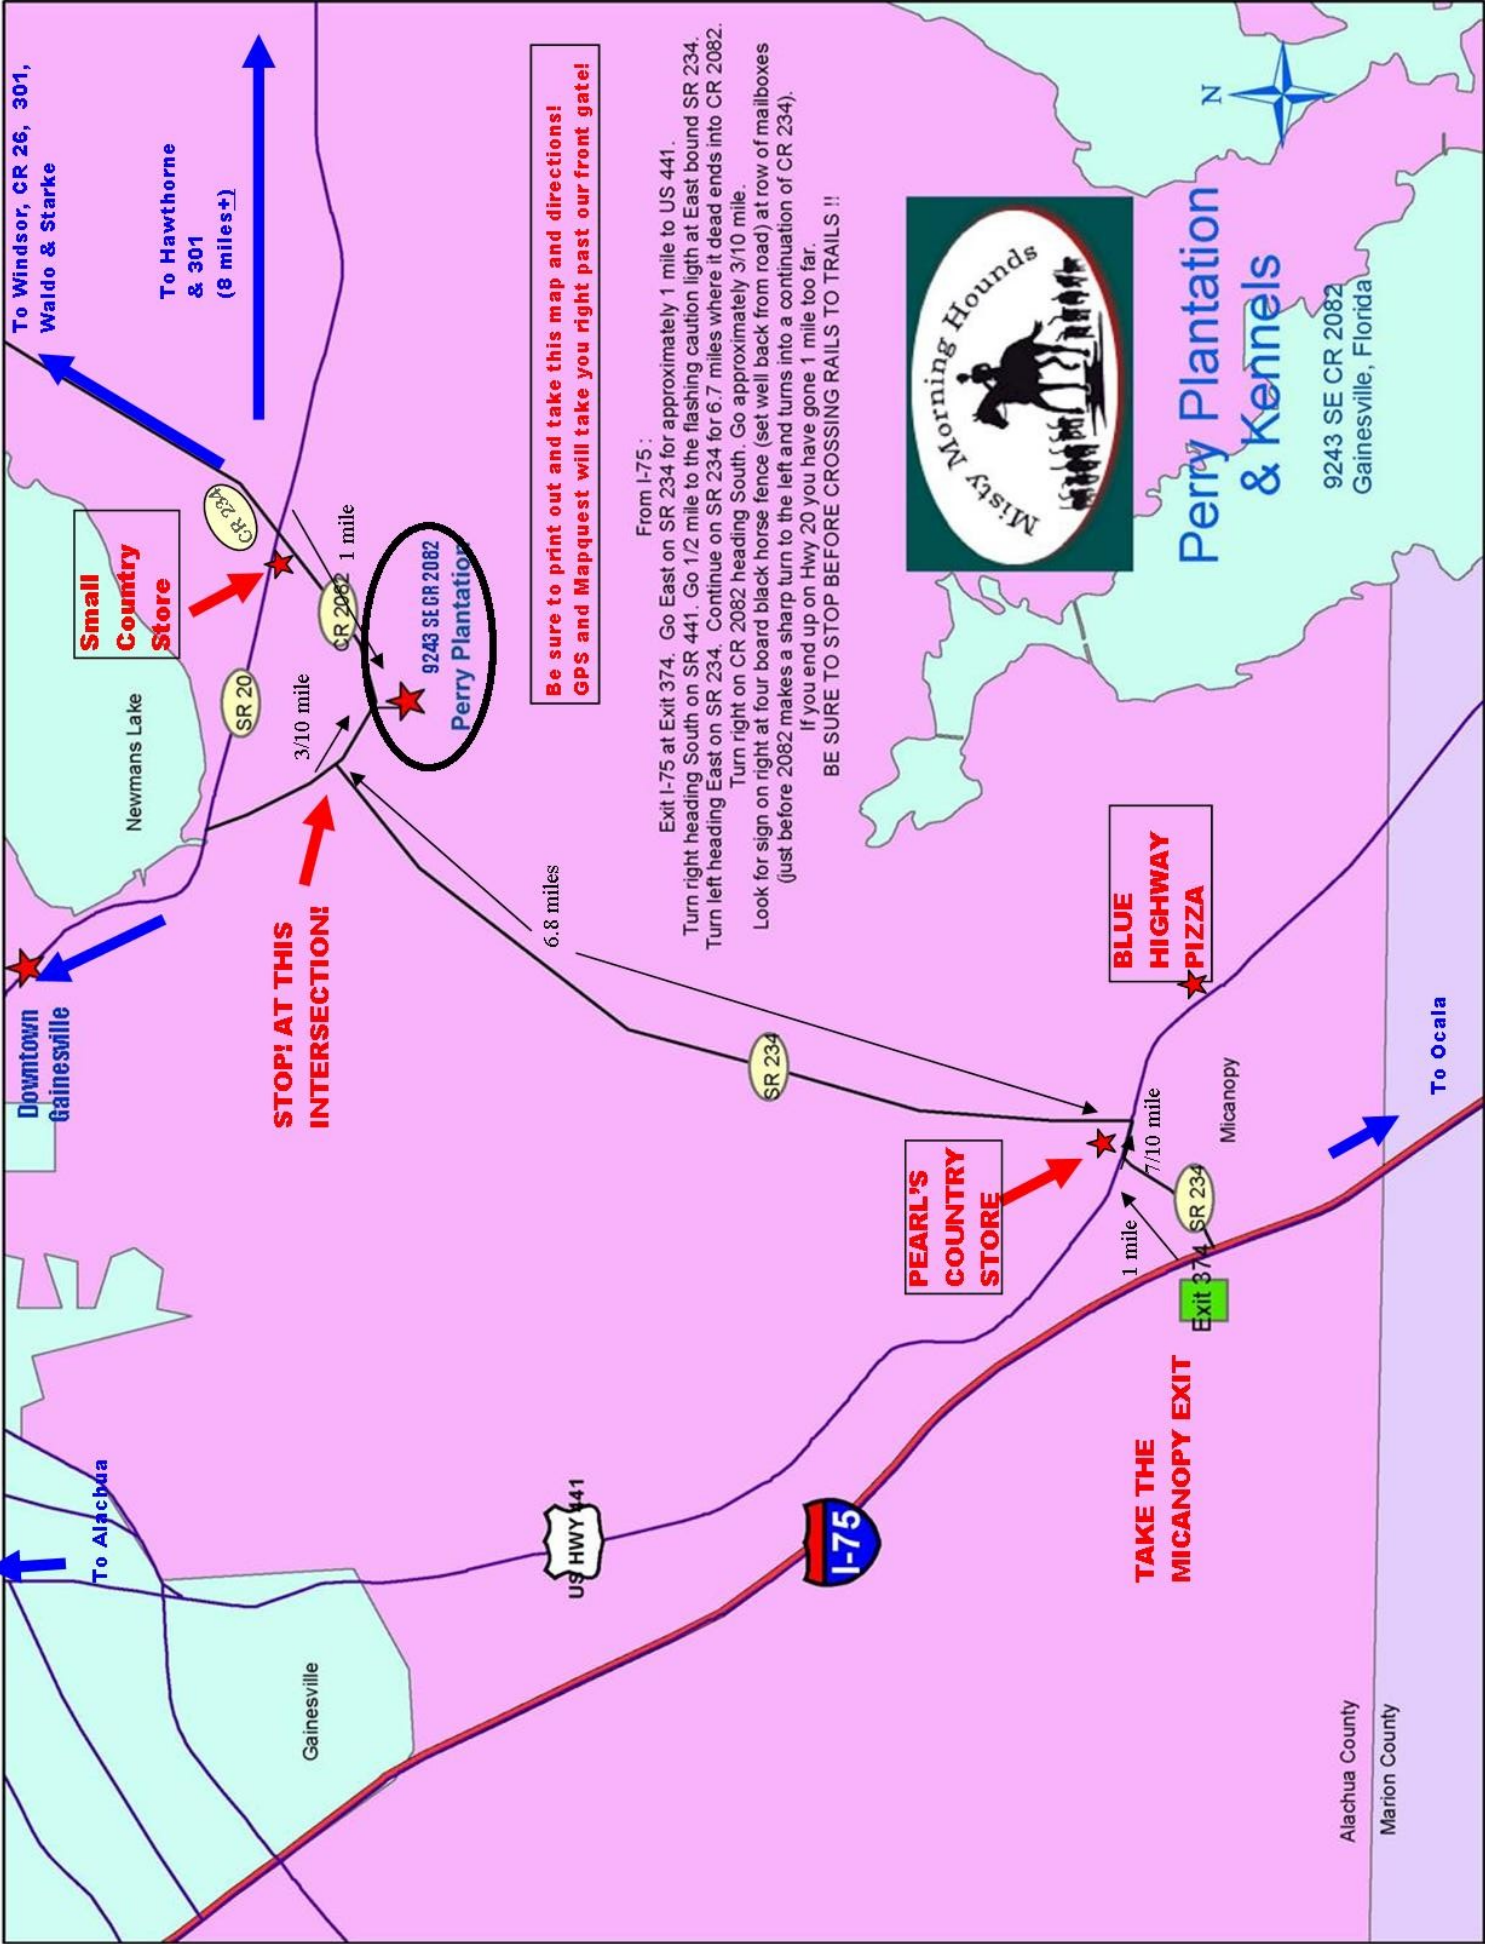 To Windsor, CR 26, 301,
Waldo & Starke
To Hawthorne
& 301
(8 miles+)
Small
Country
Store
CR 234
SR 20
CR 2082
1 mile
3/10 mile
Newmans Lake
9243 SE CR 2082
Perry Plantation
Downtown
Gainesville
STOP! AT THIS
INTERSECTION!
6.8 miles
SR 234
Be sure to print out and take this map and directions!
GPS and Mapquest will take you right past our front gate!
From I-75 :
Exit I-75 at Exit 374. Go East on SR 234 for approximately 1 mile to US 441.
Turn right heading South on SR 441. Go 1/2 mile to the flashing caution ligth at East bound SR 234.
Turn left heading East on SR 234. Continue on SR 234 for 6.7 miles where it dead ends into CR 2082.
Turn right on CR 2082 heading South. Go approximately 3/10 mile.
Look for sign on right at four board black horse fence (set well back from road) at row of mailboxes
(just before 2082 makes a sharp turn to the left and turns into a continuation of CR 234).
If you end up on Hwy 20 you have gone 1 mile too far.
BE SURE TO STOP BEFORE CROSSING RAILS TO TRAILS !!
Misty Morning Hounds
N
Perry Plantation
& Kennels
9243 SE CR 2082
Gainesville, Florida
To Alachua
Gainesville
US HWY 441
I-75
PEARL'S
COUNTRY
STORE
BLUE
HIGHWAY
PIZZA
7/10 mile
1 mile
SR 234
Micanopy
Exit 374
TAKE THE
MICANOPY EXIT
To Ocala
Alachua County
Marion County